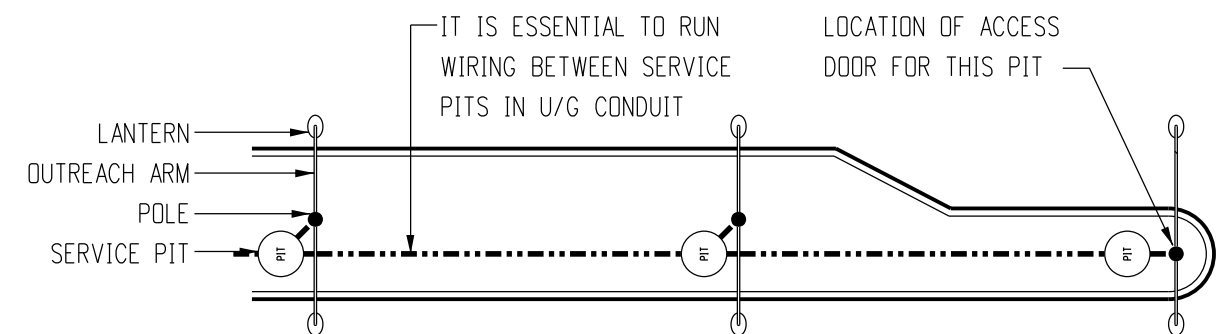 IT IS ESSENTIAL TO RUN
WIRING BETWEEN SERVICE
PITS IN U/G CONDUIT
LOCATION OF ACCESS
DOOR FOR THIS PIT
LANTERN
OUTREACH ARM
POLE
SERVICE PIT
PIT
PIT
PIT